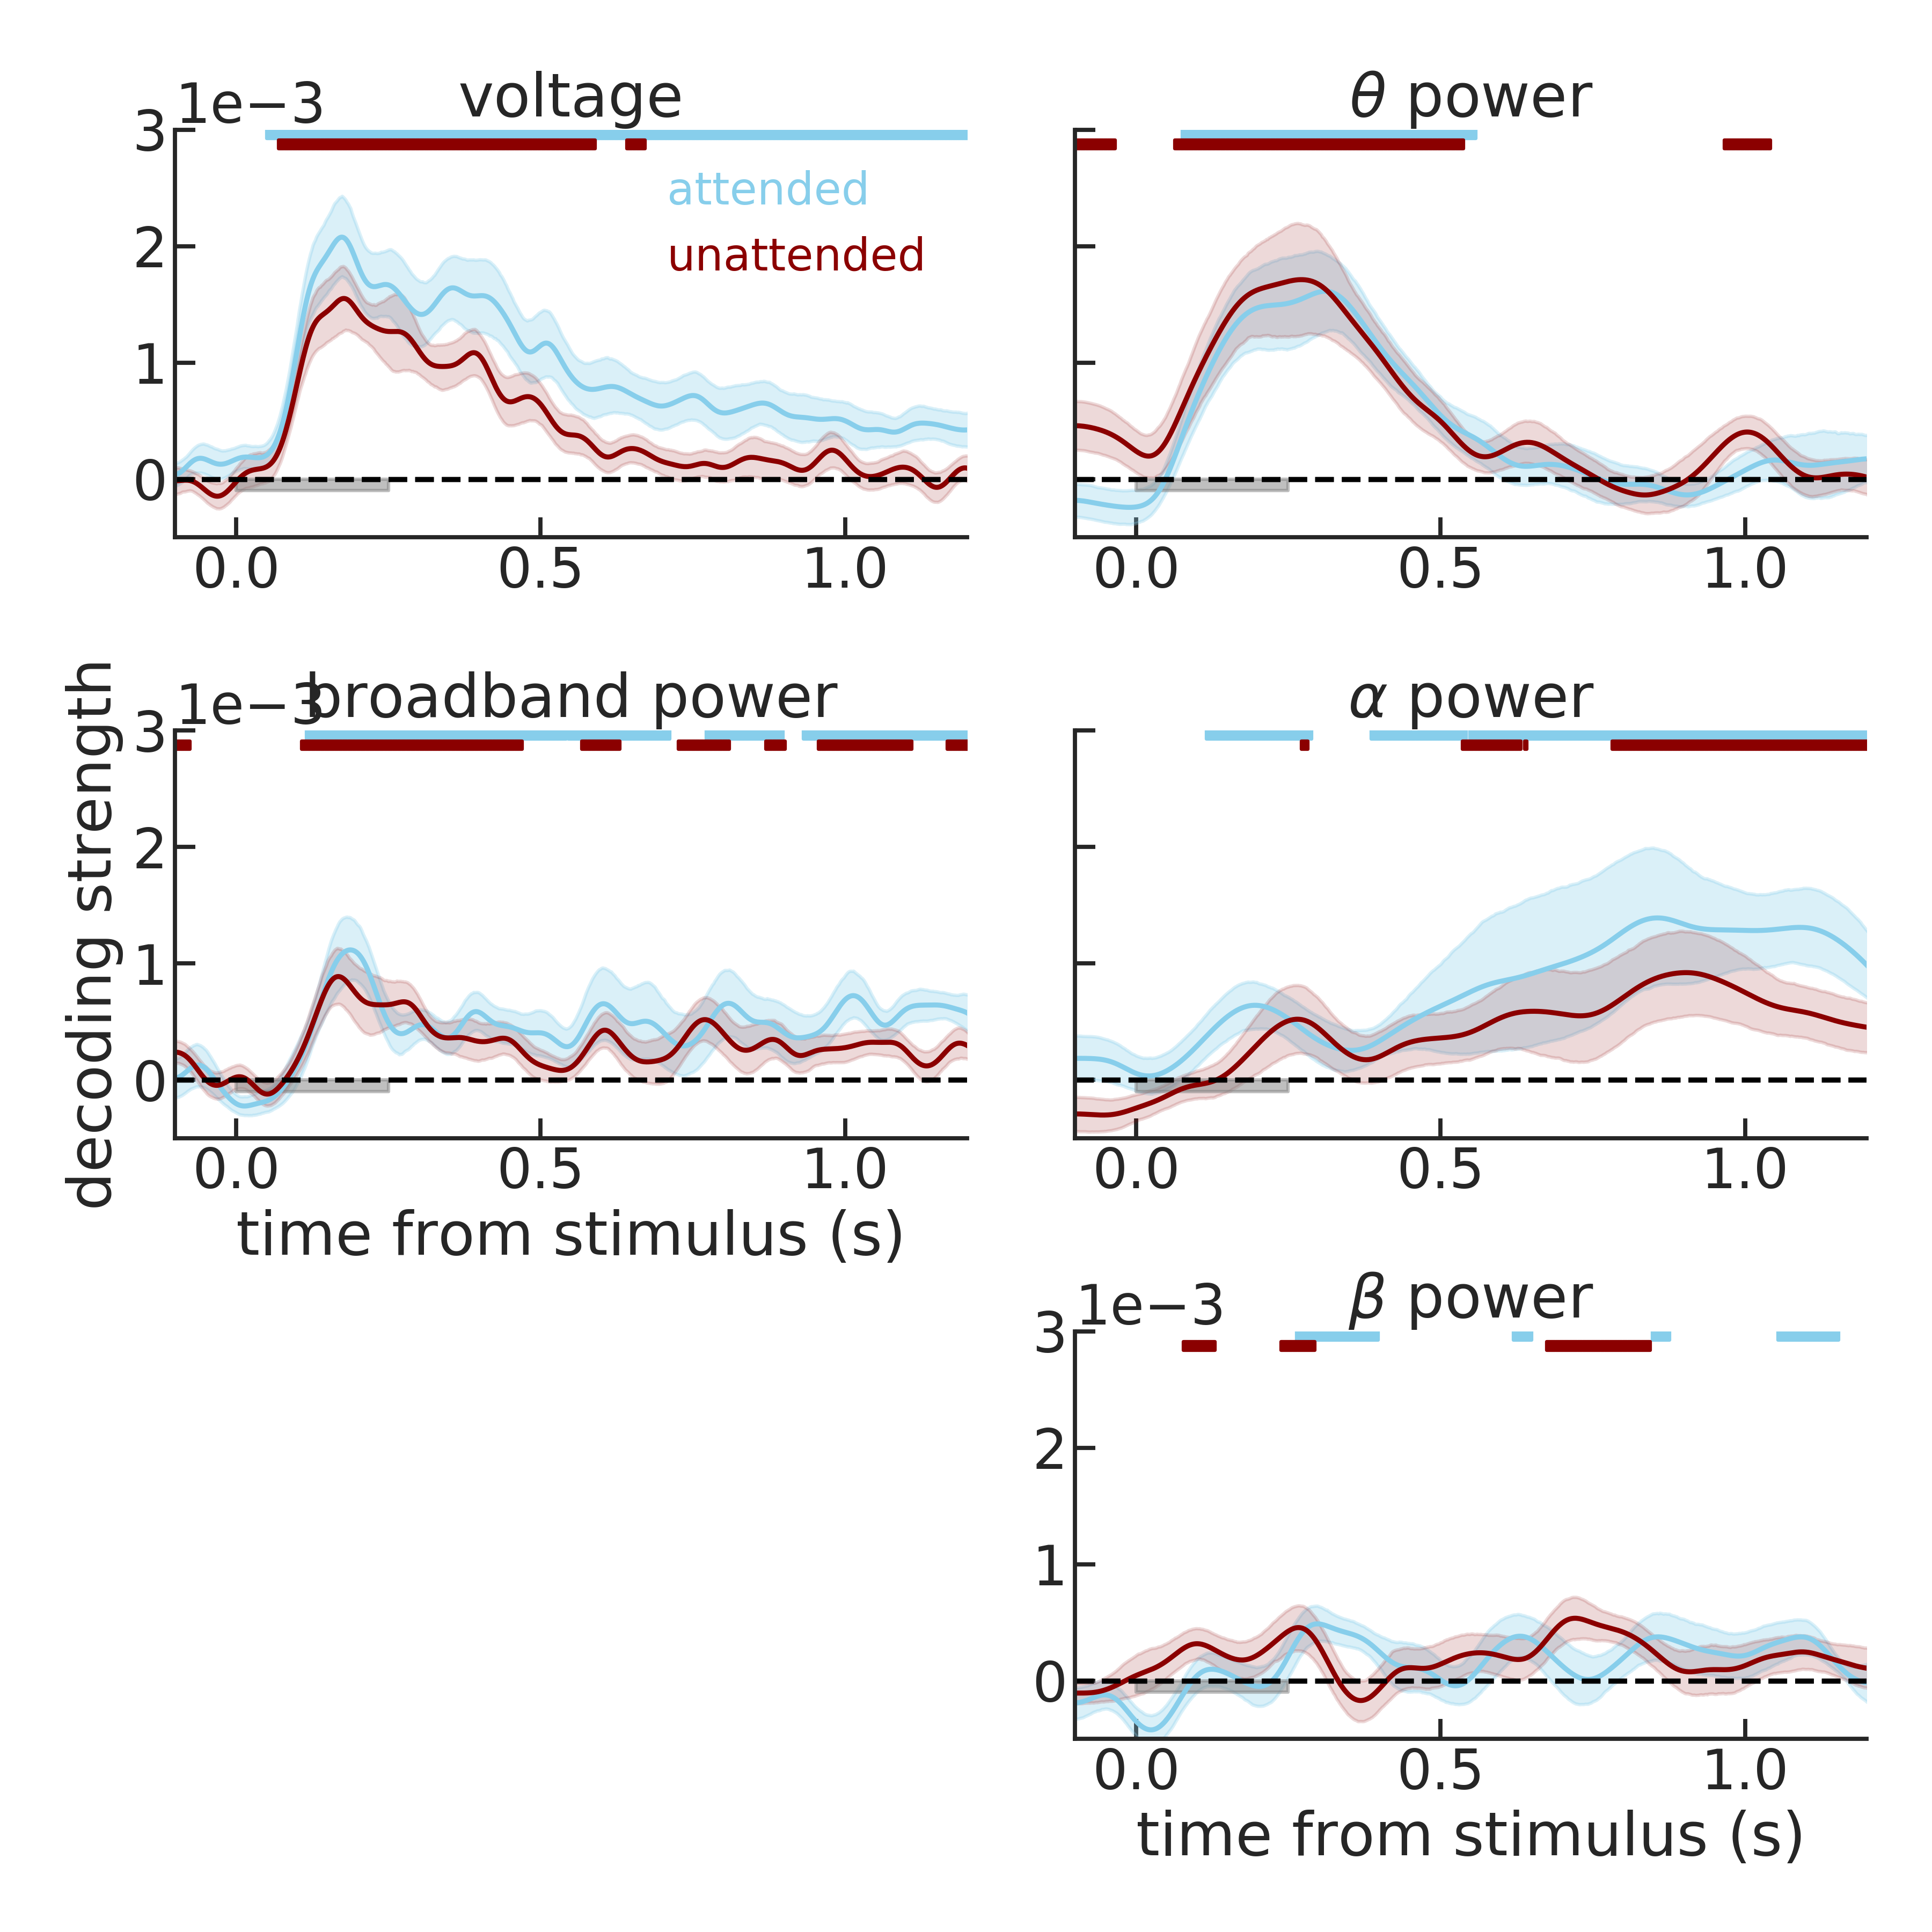 1e−3
voltage
3
2
1
0
attended
unattended
0.0 0.5 1.0
θ power
0.0 0.5 1.0
decoding strength
1e−3
broadband power
3
2
1
0
0.0 0.5 1.0
time from stimulus (s)
α power
0.0 0.5 1.0
1e−3
β power
3
2
1
0
0.0 0.5 1.0
time from stimulus (s)